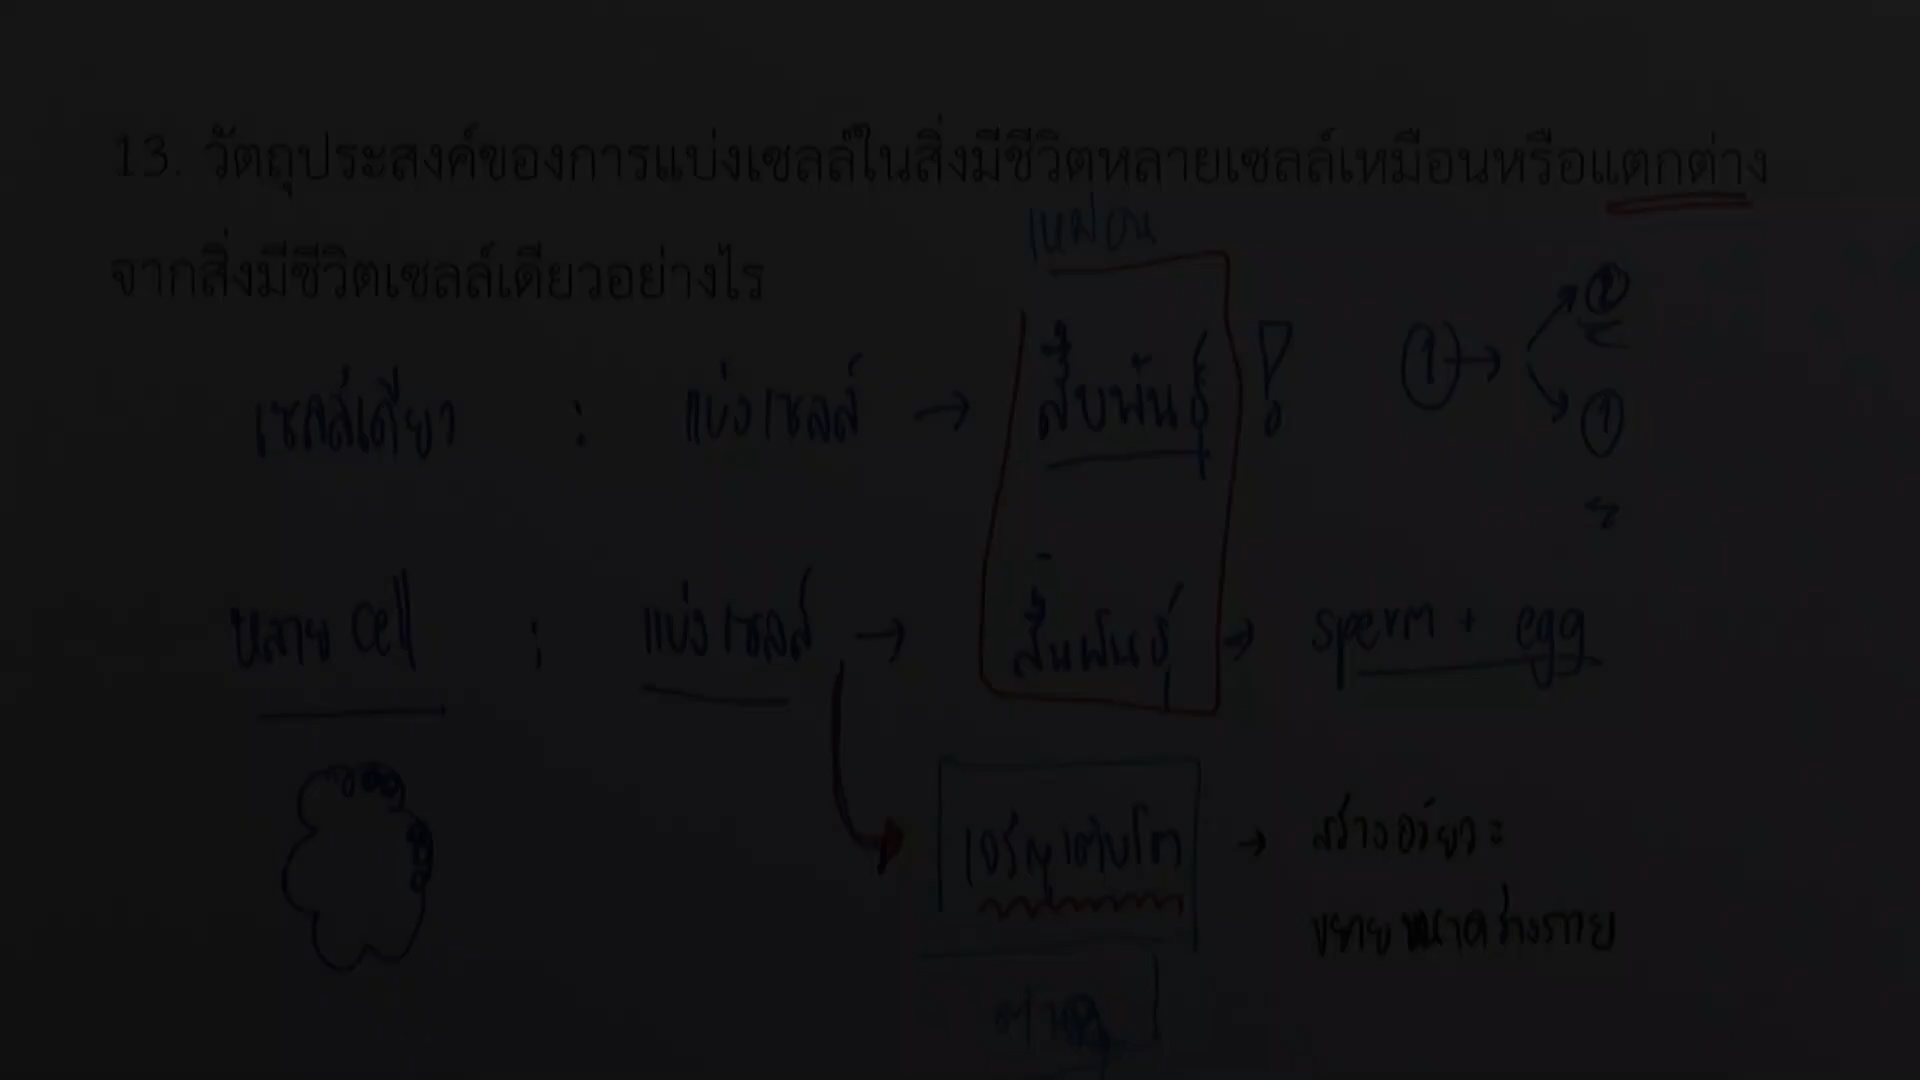 13. วัตถุประสงค์ของการแบ่งเซลล์ในสิ่งมีชีวิตหลายเซลล์เหมือนหรือแตกต่าง
จากสิ่งมีชีวิตเซลล์เดียวอย่างไร
เหมือน
เซลล์เดียว : แบ่งเซลล์ → สืบพันธุ์ ! ① →
①
หลาย cell : แบ่งเซลล์ → สืบพันธุ์ → sperm + egg
เจริญเติบโต → สร้างอวัยวะ
ขยายขนาดร่างกาย